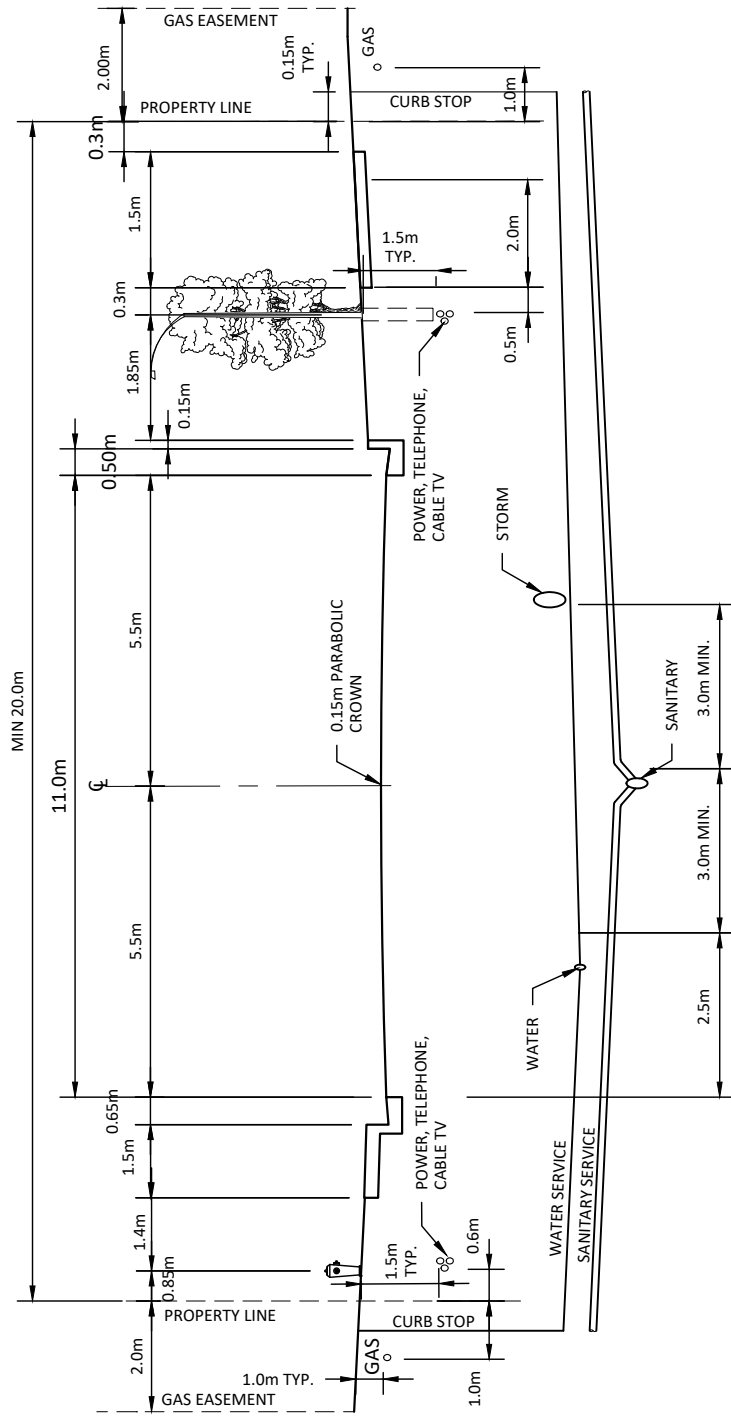 GAS EASEMENT
2.00m
0.15m
TYP.
GAS
PROPERTY LINE
CURB STOP
1.0m
0.3m
1.5m
1.5m
TYP.
2.0m
0.3m
0.5m
1.85m
0.15m
0.50m
POWER, TELEPHONE,
CABLE TV
STORM
5.5m
MIN 20.0m
11.0m
CL
0.15m PARABOLIC
CROWN
3.0m MIN.
SANITARY
3.0m MIN.
5.5m
WATER
2.5m
0.65m
1.5m
POWER, TELEPHONE,
CABLE TV
WATER SERVICE
SANITARY SERVICE
1.4m
0.85m
1.5m
TYP.
0.6m
PROPERTY LINE
CURB STOP
2.0m
1.0m TYP.
GAS
1.0m
GAS EASEMENT